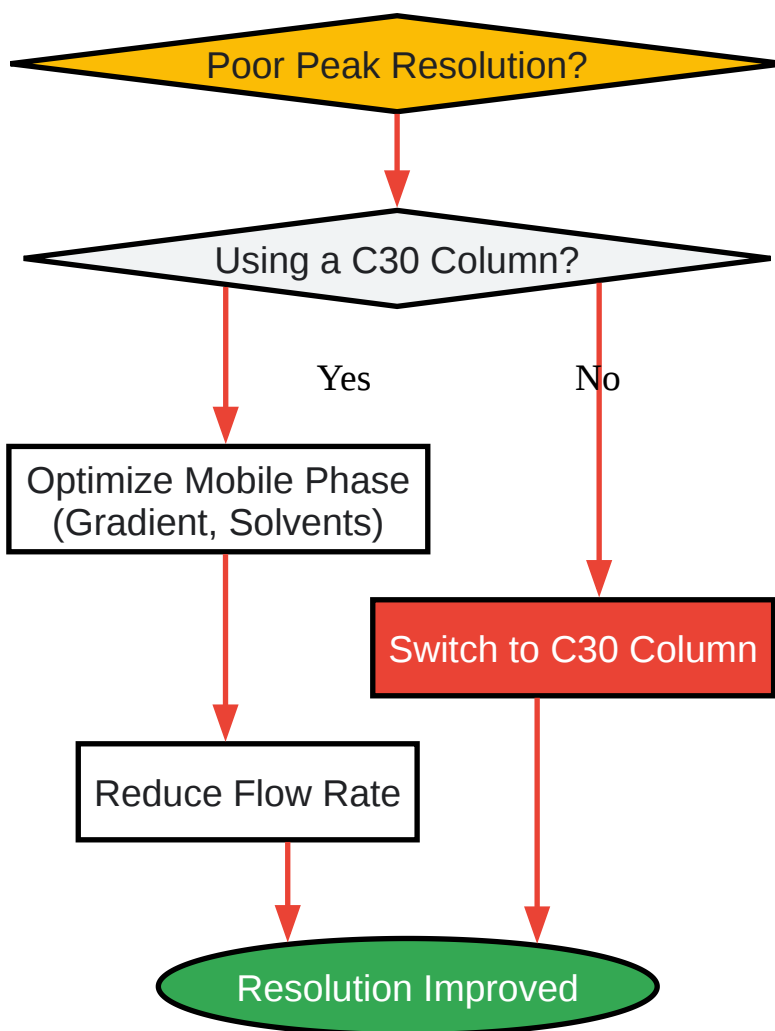 Poor Peak Resolution?
Using a C30 Column?
Yes
No
Optimize Mobile Phase
(Gradient, Solvents)
Switch to C30 Column
Reduce Flow Rate
Resolution Improved